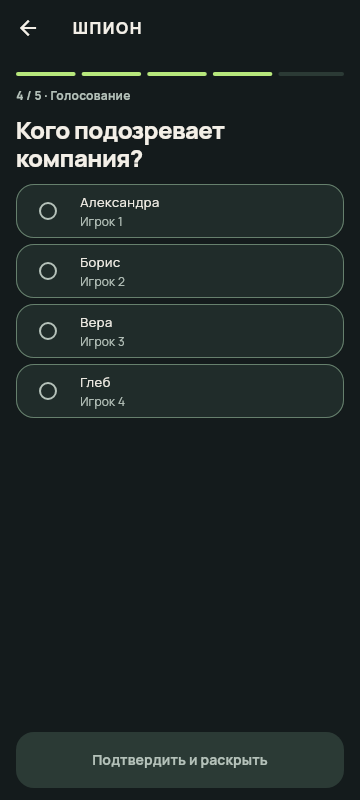 ШПИОН
4 / 5 · Голосование
Кого подозревает
компания?
Александра
Игрок 1
Борис
Игрок 2
Вера
Игрок 3
Глеб
Игрок 4
Подтвердить и раскрыть